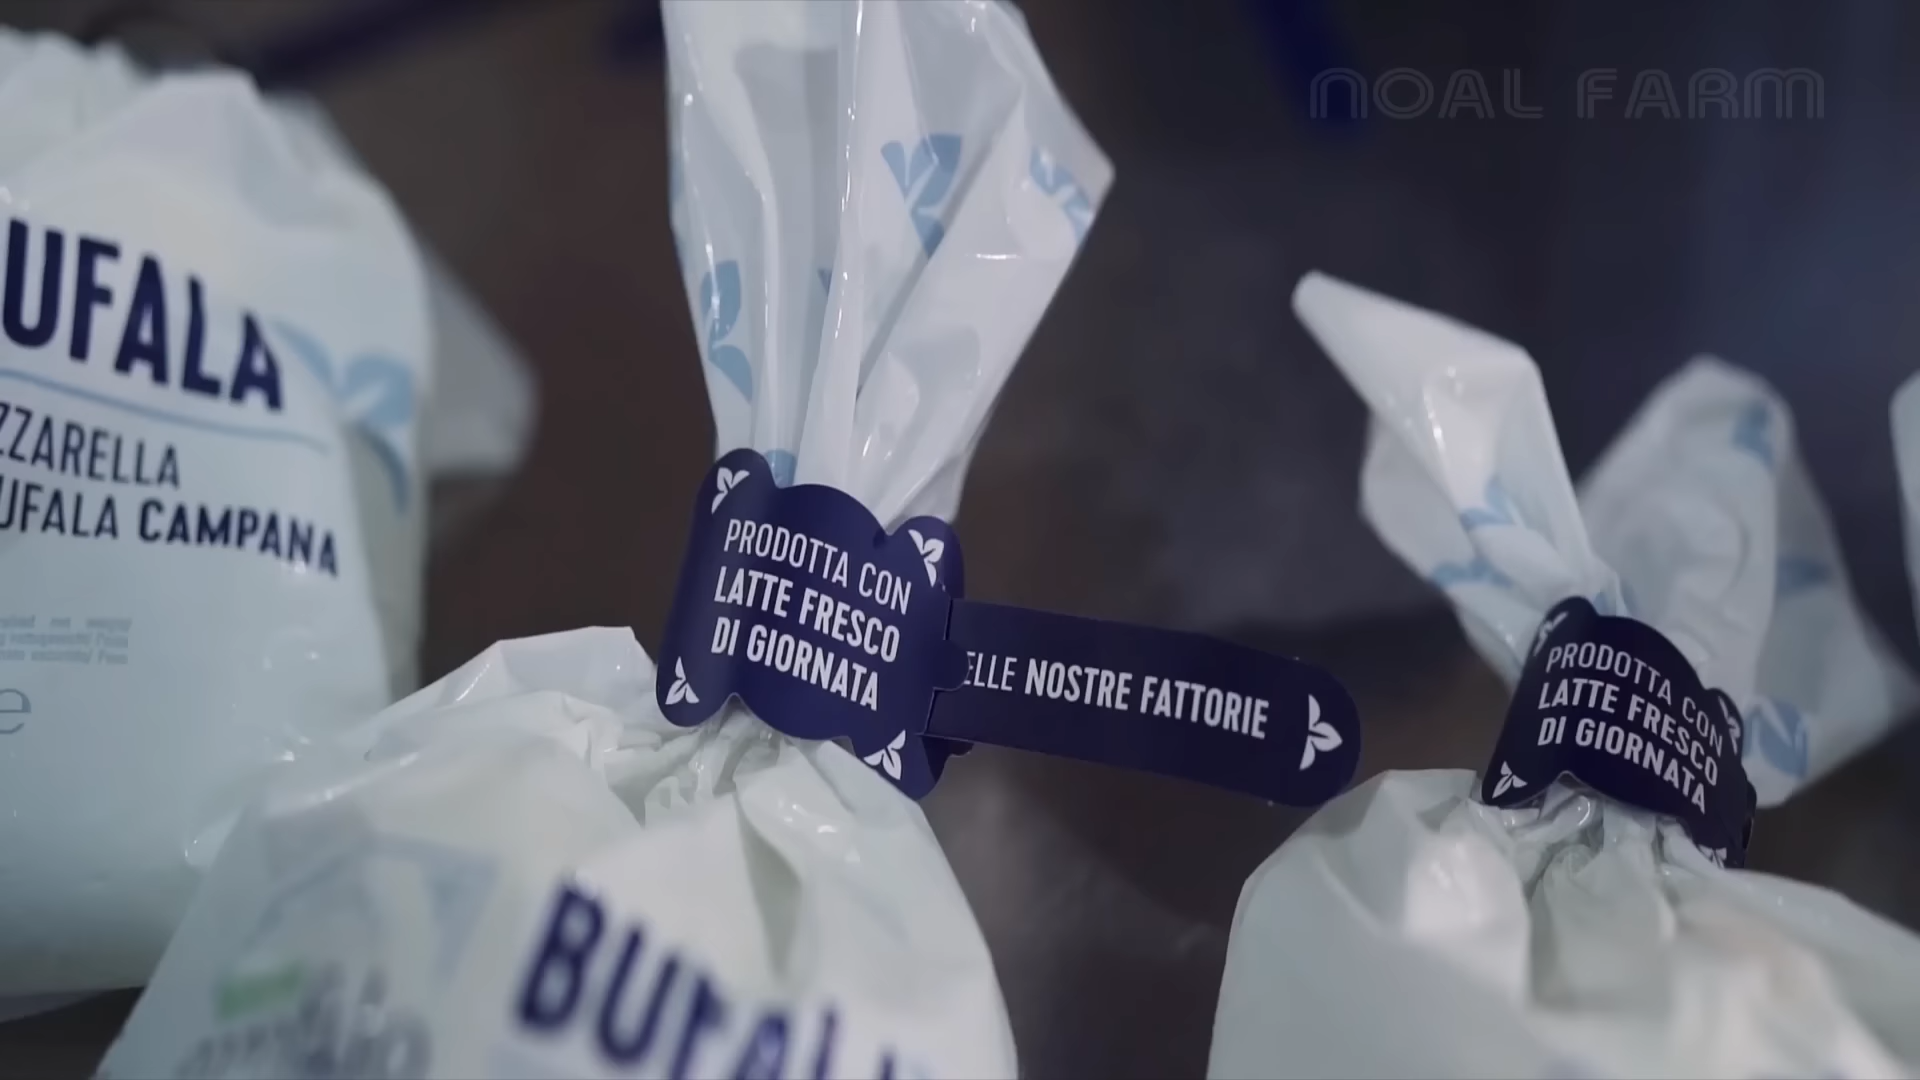 NOAL FARM
UFALA
ZZARELLA
UFALA CAMPANA
PRODOTTA CON
LATTE FRESCO
DI GIORNATA
ELLE NOSTRE FATTORIE
PRODOTTA CON
LATTE FRESCO
DI GIORNATA
BUFALA